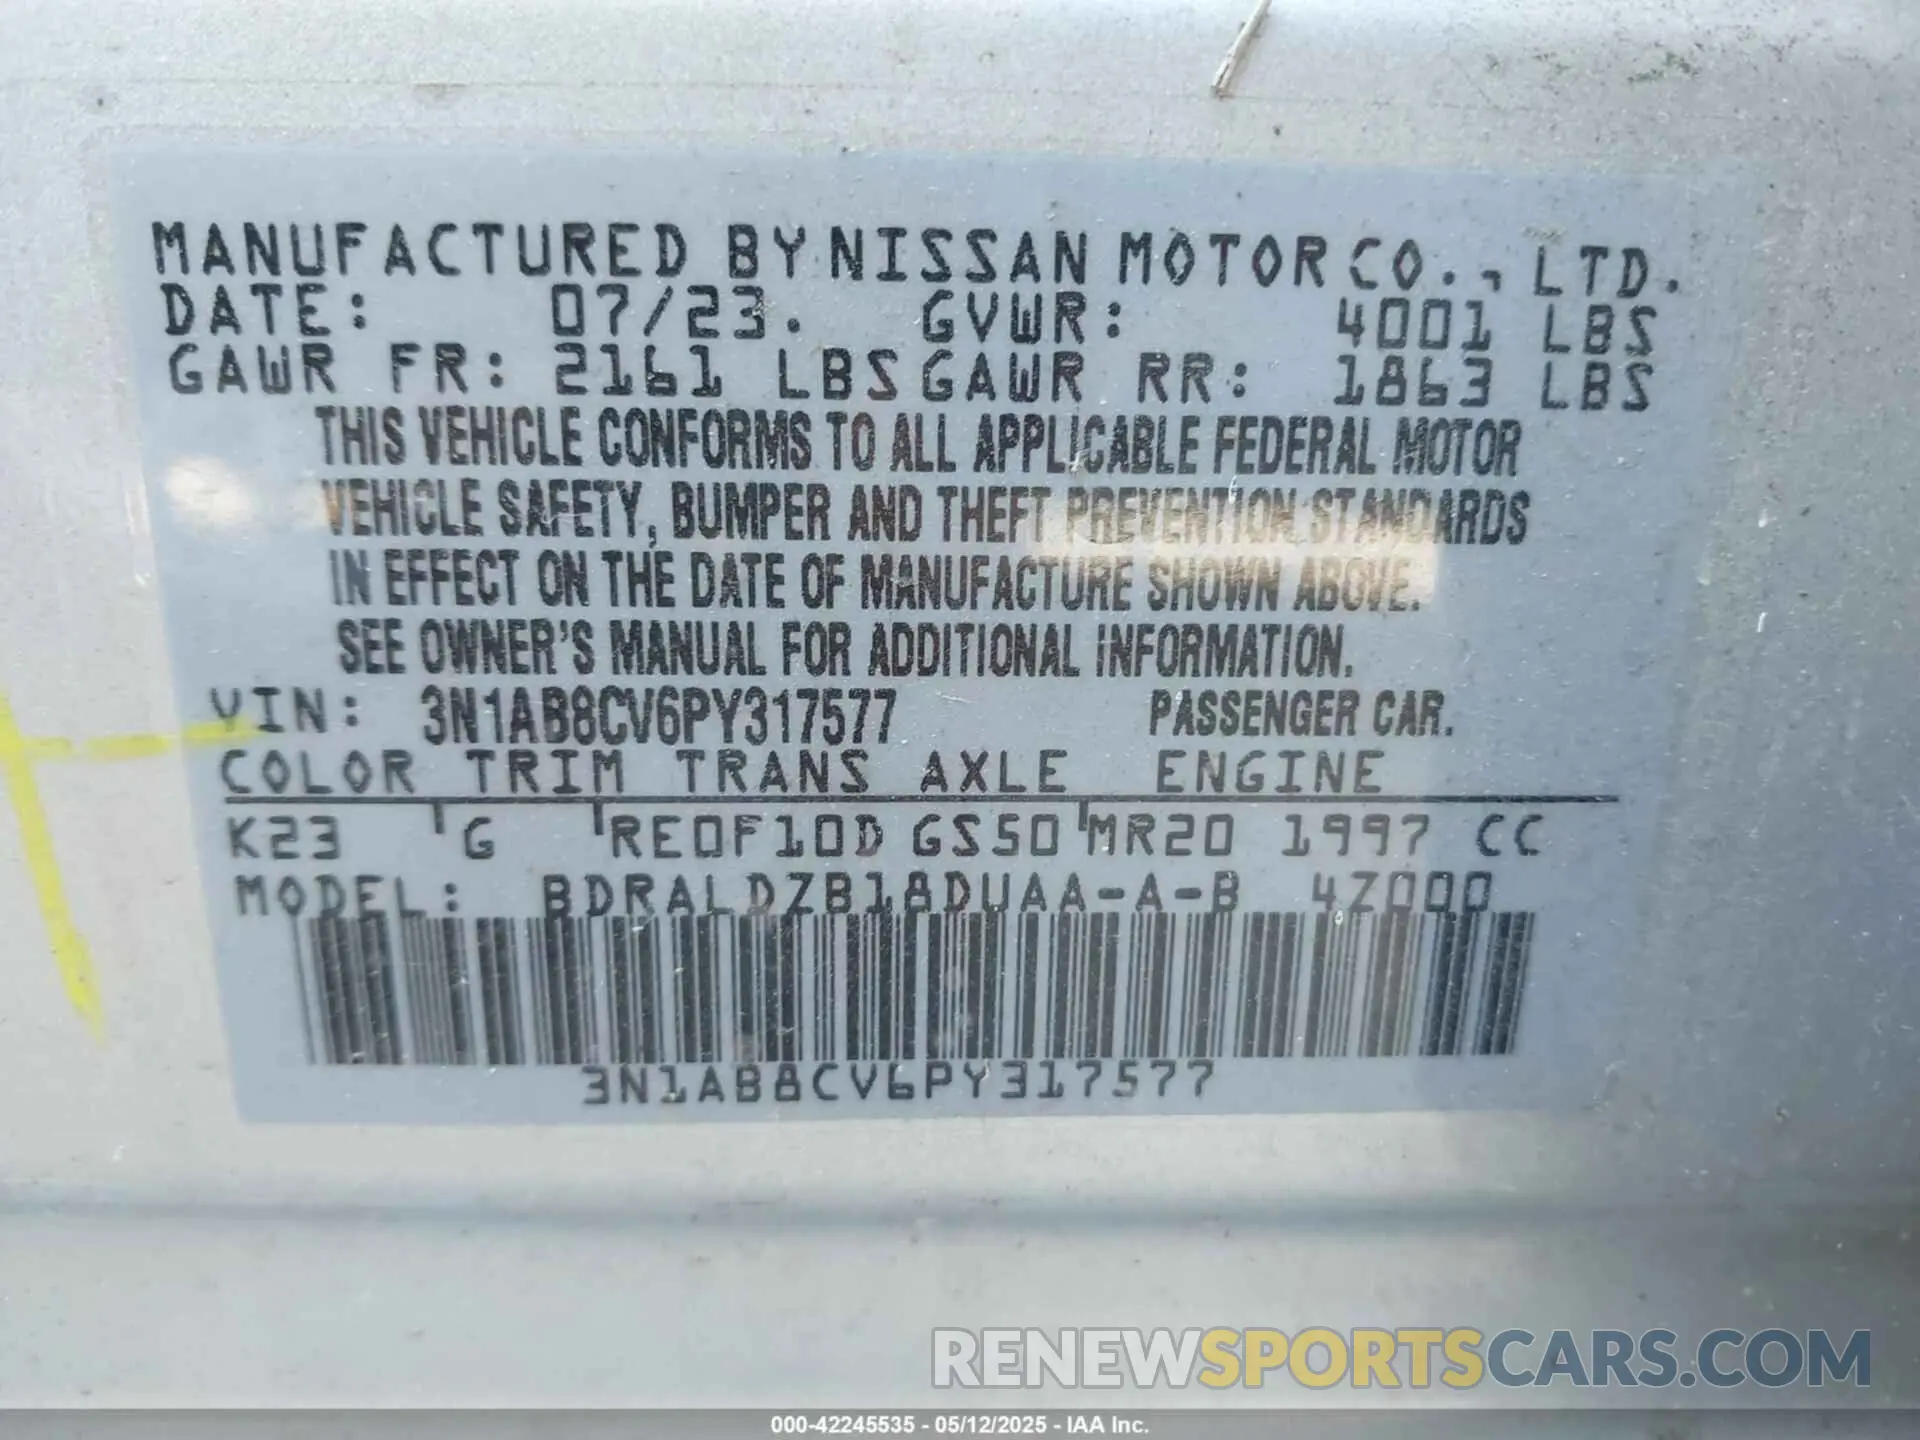 MANUFACTURED BY NISSAN MOTOR CO., LTD.
DATE: 07/23. GVWR: 4001 LBS
GAWR FR: 2161 LBS GAWR RR: 1863 LBS
THIS VEHICLE CONFORMS TO ALL APPLICABLE FEDERAL MOTOR
VEHICLE SAFETY, BUMPER AND THEFT PREVENTION STANDARDS
IN EFFECT ON THE DATE OF MANUFACTURE SHOWN ABOVE.
SEE OWNER'S MANUAL FOR ADDITIONAL INFORMATION.
VIN: 3N1AB8CV6PY317577 PASSENGER CAR.
COLOR TRIM TRANS AXLE ENGINE
K23 G RE0F10D GS50 MR20 1997 CC
MODEL: BDRALDZB18DUAA-A-B 4Z000
3N1AB8CV6PY317577
RENEWSPORTSCARS.COM
000-42245535 - 05/12/2025 - IAA Inc.